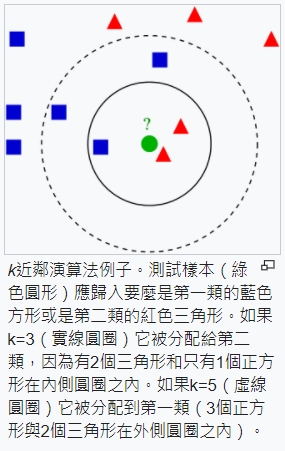 ?
k近鄰演算法例子。測試樣本（綠
色圓形）應歸入要麼是第一類的藍色
方形或是第二類的紅色三角形。如果
k=3（實線圓圈）它被分配給第二
類，因為有2個三角形和只有1個正方
形在內側圓圈之內。如果k=5（虛線
圓圈）它被分配到第一類（3個正方
形與2個三角形在外側圓圈之內）。